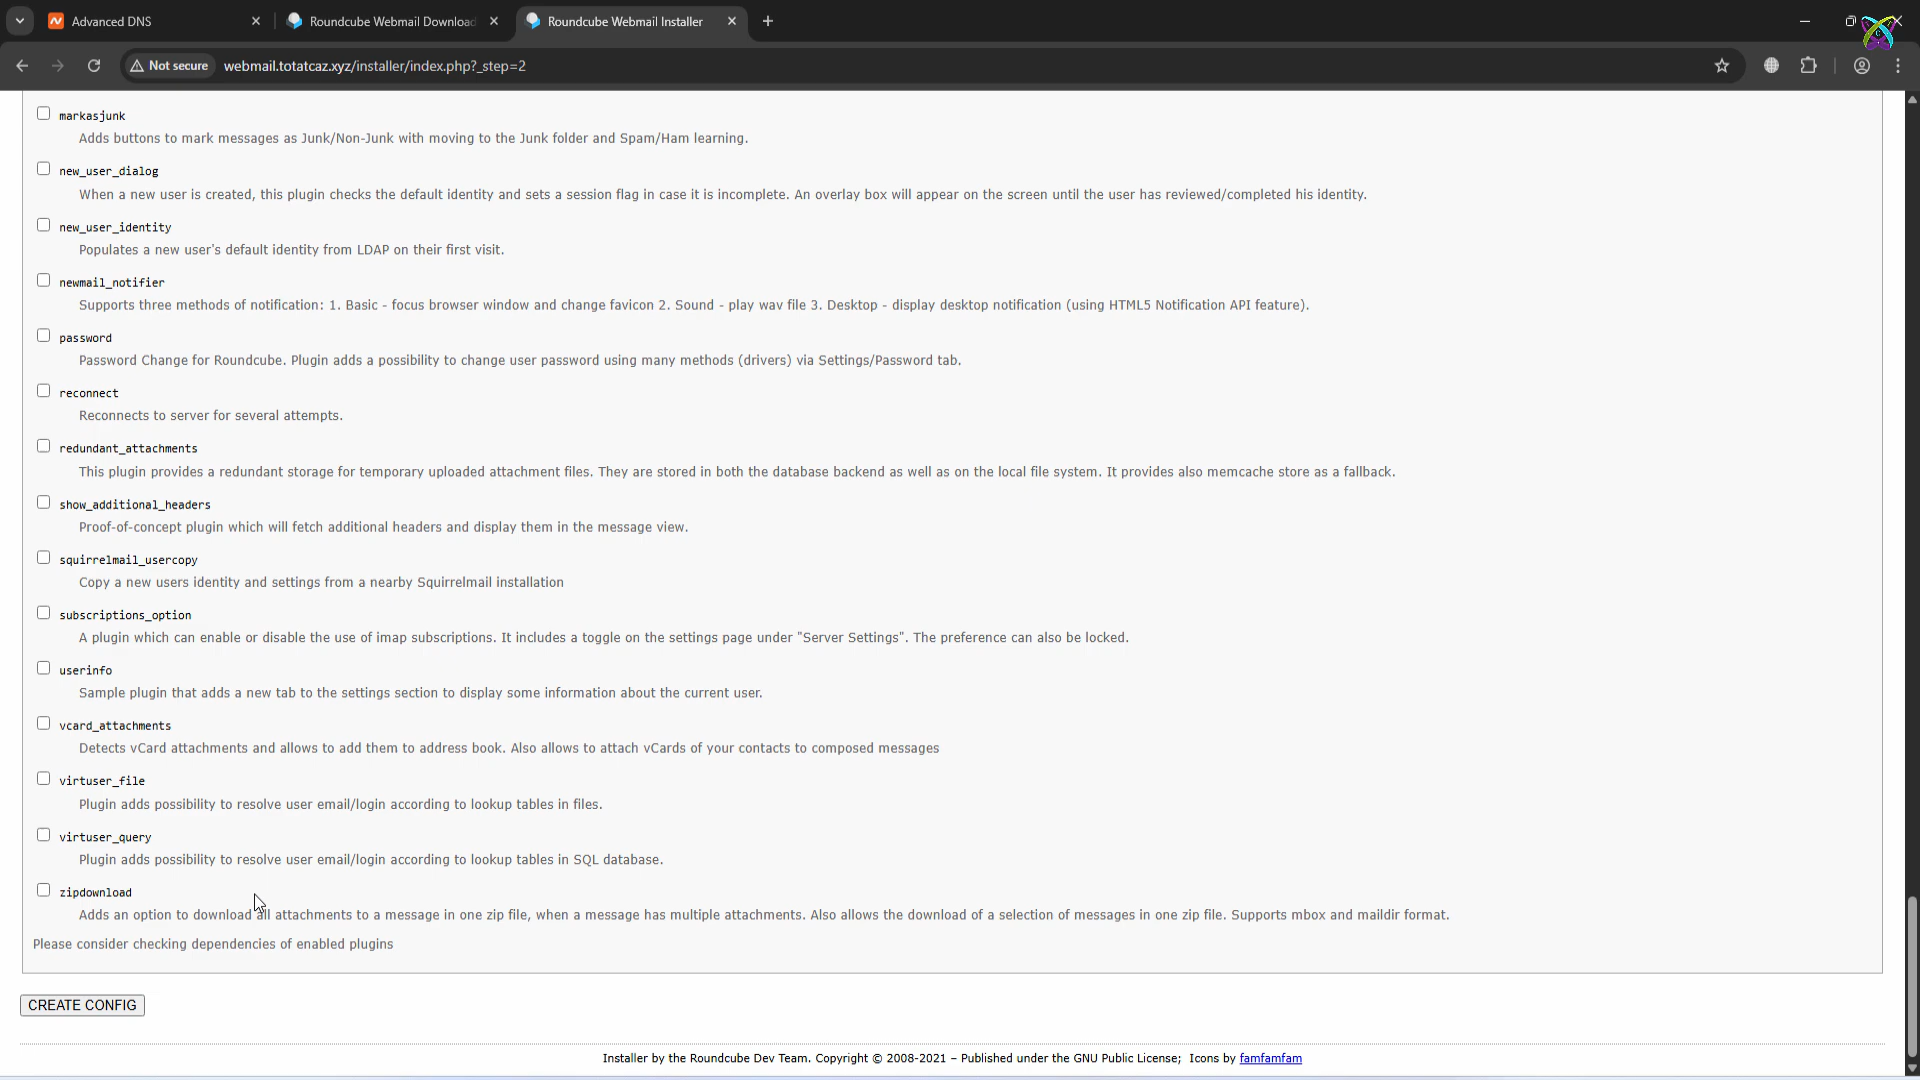 Advanced DNS
Roundcube Webmail Download
Roundcube Webmail Installer
Not secure
webmail.totatcaz.xyz/installer/index.php?_step=2
markasjunk
Adds buttons to mark messages as Junk/Non-Junk with moving to the Junk folder and Spam/Ham learning.
new_user_dialog
When a new user is created, this plugin checks the default identity and sets a session flag in case it is incomplete. An overlay box will appear on the screen until the user has reviewed/completed his identity.
new_user_identity
Populates a new user's default identity from LDAP on their first visit.
newmail_notifier
Supports three methods of notification: 1. Basic - focus browser window and change favicon 2. Sound - play wav file 3. Desktop - display desktop notification (using HTML5 Notification API feature).
password
Password Change for Roundcube. Plugin adds a possibility to change user password using many methods (drivers) via Settings/Password tab.
reconnect
Reconnects to server for several attempts.
redundant_attachments
This plugin provides a redundant storage for temporary uploaded attachment files. They are stored in both the database backend as well as on the local file system. It provides also memcache store as a fallback.
show_additional_headers
Proof-of-concept plugin which will fetch additional headers and display them in the message view.
squirrelmail_usercopy
Copy a new users identity and settings from a nearby Squirrelmail installation
subscriptions_option
A plugin which can enable or disable the use of imap subscriptions. It includes a toggle on the settings page under "Server Settings". The preference can also be locked.
userinfo
Sample plugin that adds a new tab to the settings section to display some information about the current user.
vcard_attachments
Detects vCard attachments and allows to add them to address book. Also allows to attach vCards of your contacts to composed messages
virtuser_file
Plugin adds possibility to resolve user email/login according to lookup tables in files.
virtuser_query
Plugin adds possibility to resolve user email/login according to lookup tables in SQL database.
zipdownload
Adds an option to download all attachments to a message in one zip file, when a message has multiple attachments. Also allows the download of a selection of messages in one zip file. Supports mbox and maildir format.
Please consider checking dependencies of enabled plugins
CREATE CONFIG
Installer by the Roundcube Dev Team. Copyright © 2008-2021 – Published under the GNU Public License; Icons by famfamfam